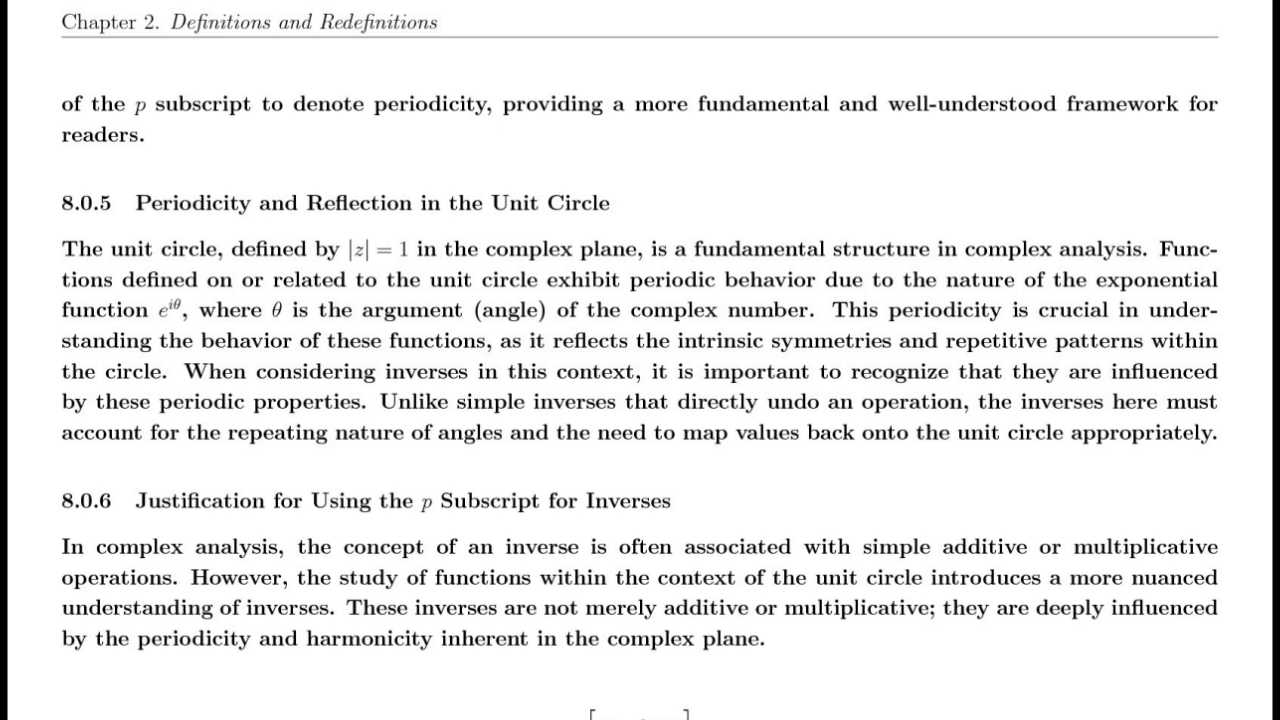 Chapter 2. Definitions and Redefinitions
of the p subscript to denote periodicity, providing a more fundamental and well-understood framework for
readers.
8.0.5 Periodicity and Reflection in the Unit Circle
The unit circle, defined by |z| = 1 in the complex plane, is a fundamental structure in complex analysis. Func-
tions defined on or related to the unit circle exhibit periodic behavior due to the nature of the exponential
function e^{iθ}, where θ is the argument (angle) of the complex number. This periodicity is crucial in under-
standing the behavior of these functions, as it reflects the intrinsic symmetries and repetitive patterns within
the circle. When considering inverses in this context, it is important to recognize that they are influenced
by these periodic properties. Unlike simple inverses that directly undo an operation, the inverses here must
account for the repeating nature of angles and the need to map values back onto the unit circle appropriately.
8.0.6 Justification for Using the p Subscript for Inverses
In complex analysis, the concept of an inverse is often associated with simple additive or multiplicative
operations. However, the study of functions within the context of the unit circle introduces a more nuanced
understanding of inverses. These inverses are not merely additive or multiplicative; they are deeply influenced
by the periodicity and harmonicity inherent in the complex plane.